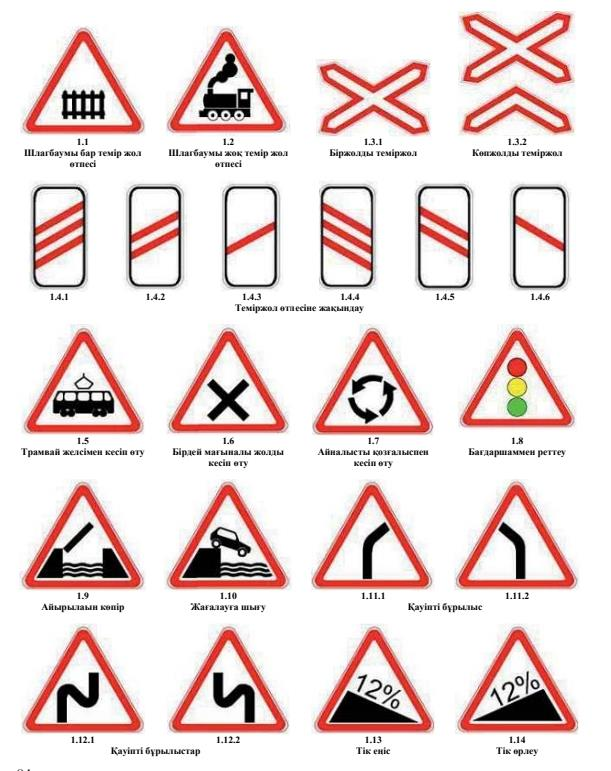 1.1
Шлагбаумы бар темір жол
өтпесі
1.2
Шлагбаумы жоқ темір жол
өтпесі
1.3.1
Біржолды теміржол
1.3.2
Көпжолды теміржол
1.4.1
1.4.2
1.4.3
1.4.4
1.4.5
1.4.6
Теміржол өтпесіне жақындау
1.5
Трамвай желсімен кесіп өту
1.6
Бірдей мағыналы жолды
кесіп өту
1.7
Айналысты қозғалыспен
кесіп өту
1.8
Бағдаршаммен реттеу
1.9
Айырылаын көпір
1.10
Жағалауға шығу
1.11.1
1.11.2
Қауіпті бұрылыс
1.12.1
1.12.2
Қауіпті бұрылыстар
12%
1.13
Тік еңіс
12%
1.14
Тік өрлеу